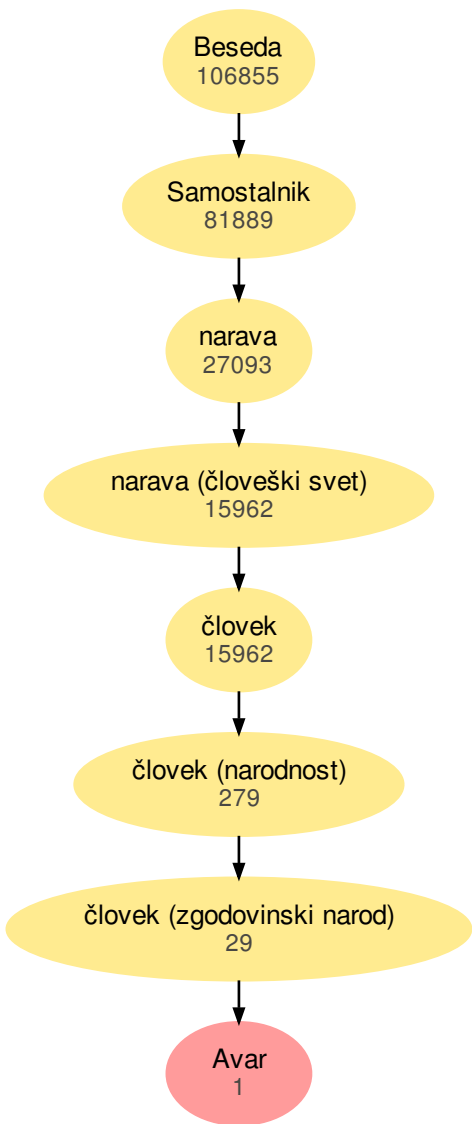 Beseda
106855
Samostalnik
81889
narava
27093
narava (človeški svet)
15962
človek
15962
človek (narodnost)
279
človek (zgodovinski narod)
29
Avar
1